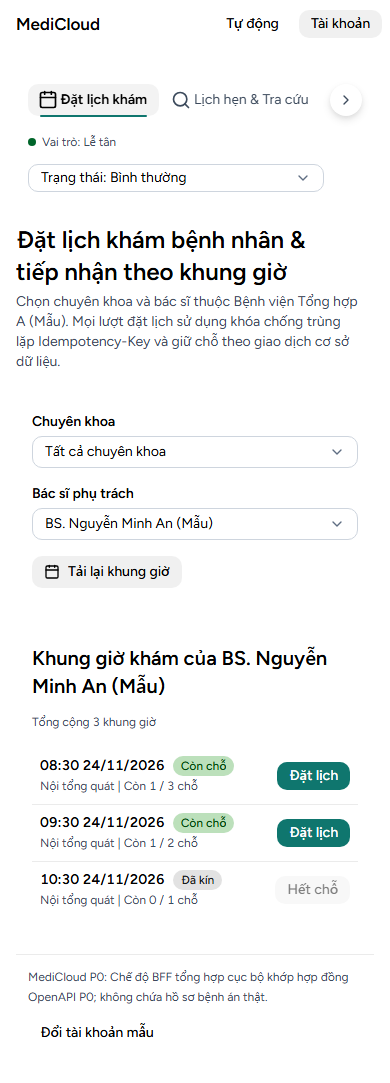 MediCloud
Tự động
Tài khoản
Đặt lịch khám
Lịch hẹn & Tra cứu
Vai trò: Lễ tân
Trạng thái: Bình thường
Đặt lịch khám bệnh nhân &
tiếp nhận theo khung giờ
Chọn chuyên khoa và bác sĩ thuộc Bệnh viện Tổng hợp
A (Mẫu). Mọi lượt đặt lịch sử dụng khóa chống trùng
lặp Idempotency-Key và giữ chỗ theo giao dịch cơ sở
dữ liệu.
Chuyên khoa
Tất cả chuyên khoa
Bác sĩ phụ trách
BS. Nguyễn Minh An (Mẫu)
Tải lại khung giờ
Khung giờ khám của BS. Nguyễn
Minh An (Mẫu)
Tổng cộng 3 khung giờ
08:30 24/11/2026 Còn chỗ
Nội tổng quát | Còn 1 / 3 chỗ
Đặt lịch
09:30 24/11/2026 Còn chỗ
Nội tổng quát | Còn 1 / 2 chỗ
Đặt lịch
10:30 24/11/2026 Đã kín
Nội tổng quát | Còn 0 / 1 chỗ
Hết chỗ
MediCloud P0: Chế độ BFF tổng hợp cục bộ khớp hợp đồng
OpenAPI P0; không chứa hồ sơ bệnh án thật.
Đổi tài khoản mẫu